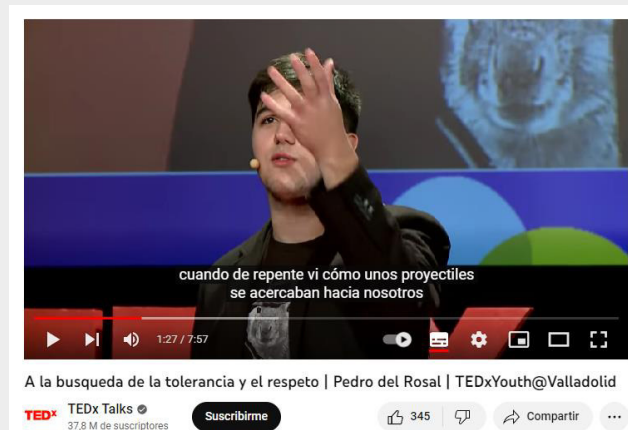 cuando de repente vi cómo unos proyectiles
se acercaban hacia nosotros
1:27 / 7:57
A la busqueda de la tolerancia y el respeto | Pedro del Rosal | TEDxYouth@Valladolid
TEDx
TEDx Talks
37,8 M de suscriptores
Suscribirme
345
Compartir